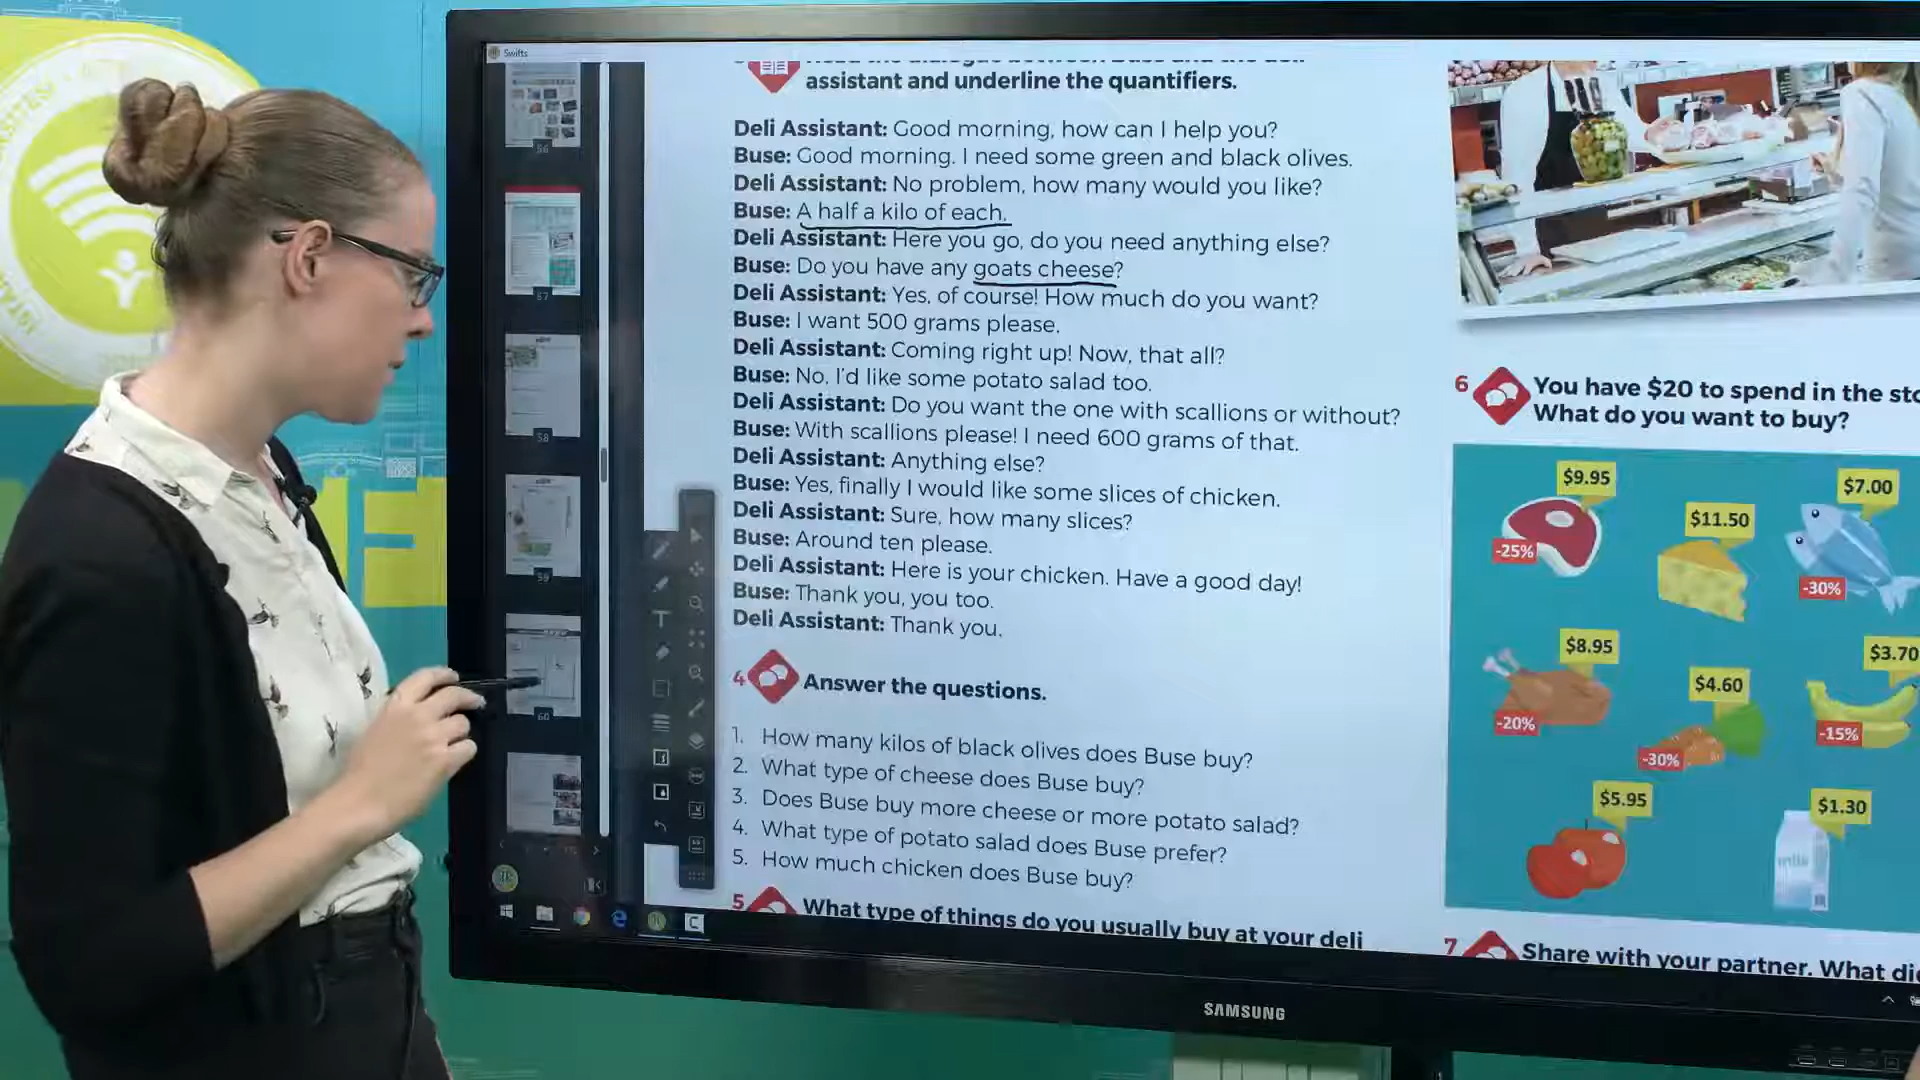 Swifts
assistant and underline the quantifiers.
Deli Assistant: Good morning, how can I help you?
Buse: Good morning. I need some green and black olives.
Deli Assistant: No problem, how many would you like?
Buse: A half a kilo of each.
Deli Assistant: Here you go, do you need anything else?
Buse: Do you have any goats cheese?
Deli Assistant: Yes, of course! How much do you want?
Buse: I want 500 grams please.
Deli Assistant: Coming right up! Now, that all?
Buse: No, I'd like some potato salad too.
Deli Assistant: Do you want the one with scallions or without?
Buse: With scallions please! I need 600 grams of that.
Deli Assistant: Anything else?
Buse: Yes, finally I would like some slices of chicken.
Deli Assistant: Sure, how many slices?
Buse: Around ten please.
Deli Assistant: Here is your chicken. Have a good day!
Buse: Thank you, you too.
Deli Assistant: Thank you.
4 Answer the questions.
1. How many kilos of black olives does Buse buy?
2. What type of cheese does Buse buy?
3. Does Buse buy more cheese or more potato salad?
4. What type of potato salad does Buse prefer?
5. How much chicken does Buse buy?
5 What type of things do you usually buy at your deli
6 You have $20 to spend in the sto
What do you want to buy?
$9.95
-25%
$11.50
$7.00
-30%
$8.95
-20%
$4.60
-30%
$3.70
-15%
$5.95
$1.30
milk
7 Share with your partner. What di
56
57
58
59
60
SAMSUNG